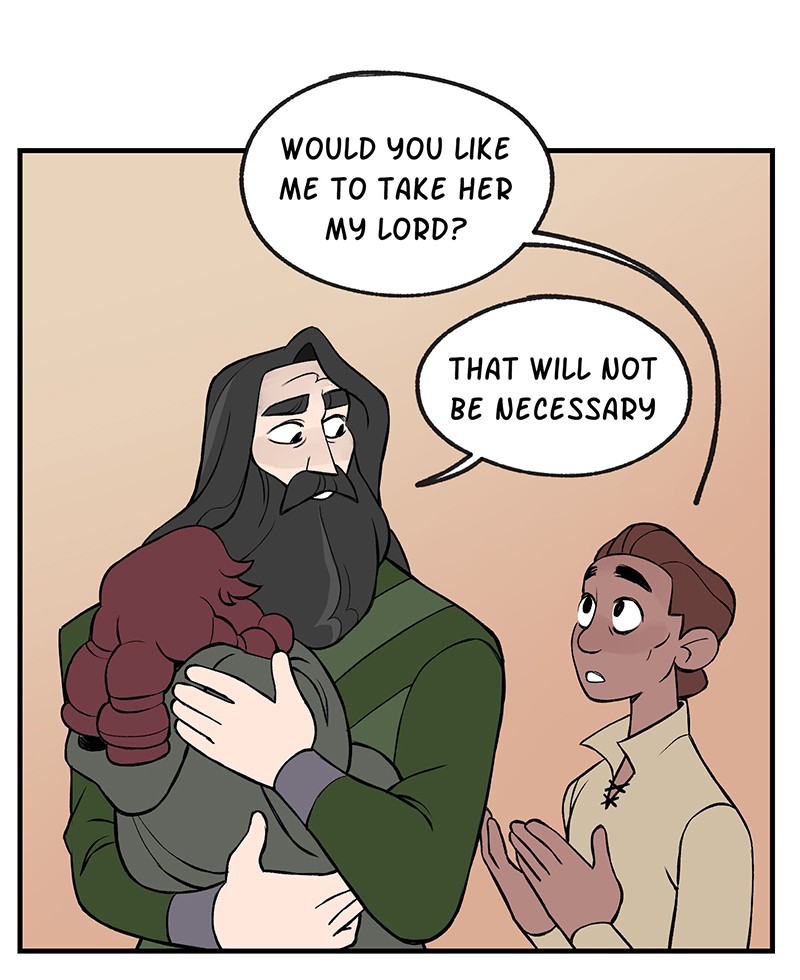 WOULD YOU LIKE
ME TO TAKE HER
MY LORD?
THAT WILL NOT
BE NECESSARY